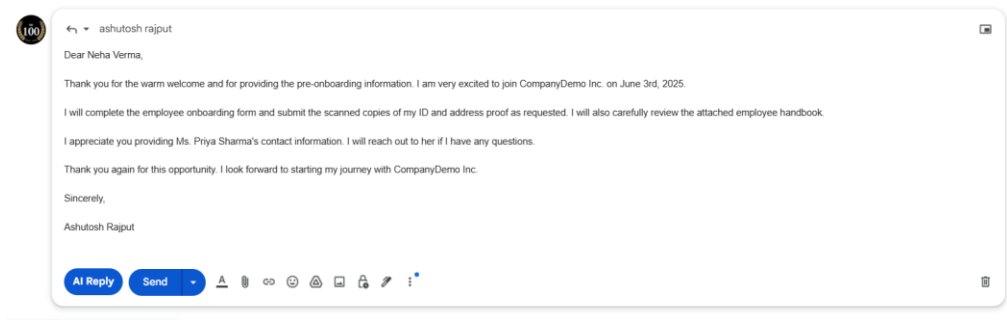 100
ashutosh rajput
Dear Neha Verma,
Thank you for the warm welcome and for providing the pre-onboarding information. I am very excited to join CompanyDemo Inc. on June 3rd, 2025.
I will complete the employee onboarding form and submit the scanned copies of my ID and address proof as requested. I will also carefully review the attached employee handbook.
I appreciate you providing Ms. Priya Sharma's contact information. I will reach out to her if I have any questions.
Thank you again for this opportunity. I look forward to starting my journey with CompanyDemo Inc.
Sincerely,
Ashutosh Rajput
AI Reply Send A